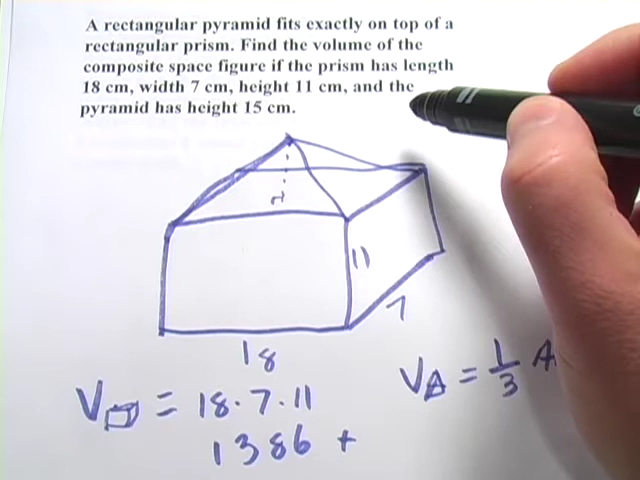 A rectangular pyramid fits exactly on top of a
rectangular prism. Find the volume of the
composite space figure if the prism has length
18 cm, width 7 cm, height 11 cm, and the
pyramid has height 15 cm.
11
7
18
V = 18·7·11
V = 1/3 A
1386 +